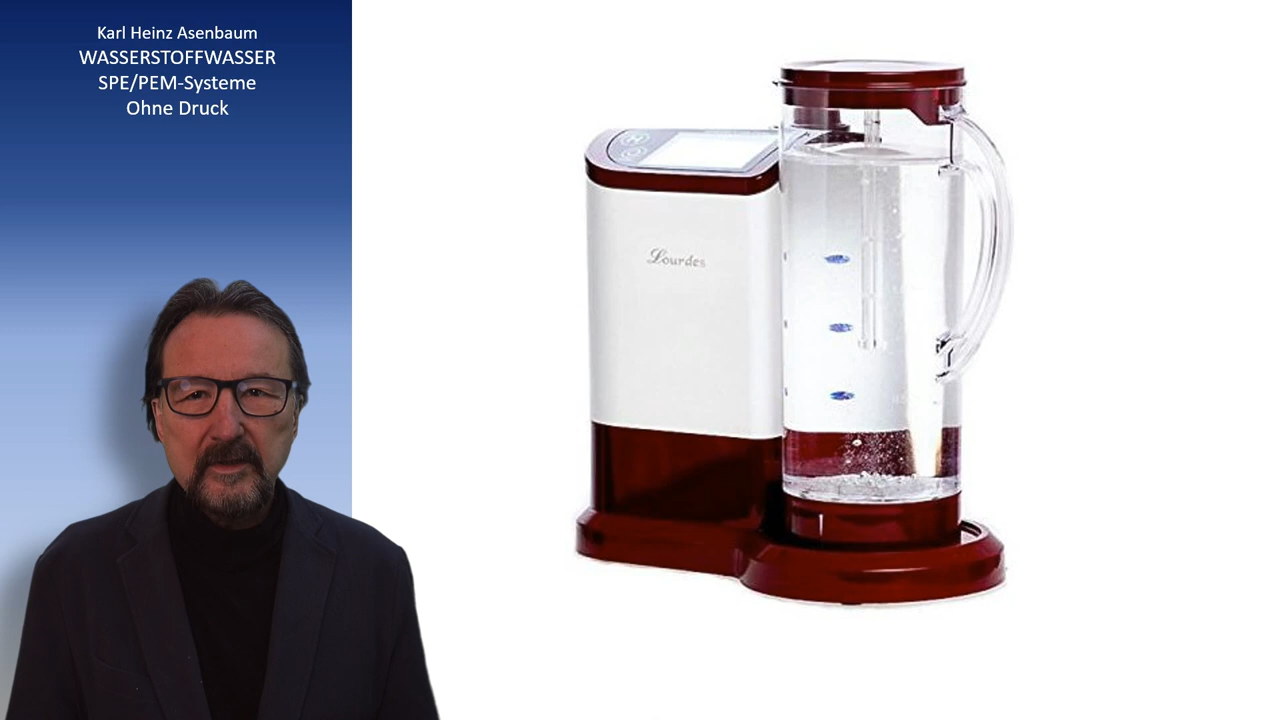 Karl Heinz Asenbaum
WASSERSTOFFWASSER
SPE/PEM-Systeme
Ohne Druck
Lourdes